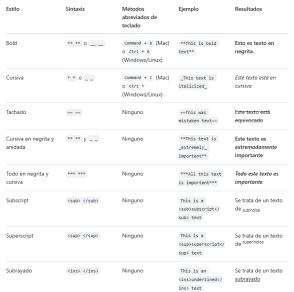 Estilo Sintaxis Métodos abreviados de teclado Ejemplo Resultados
Bold ** ** o __ __ Command + B (Mac) o Ctrl + B (Windows/Linux) **This is bold text** Esto es texto en negrita.
Cursiva * * o _ _ Command + I (Mac) o Ctrl + (Windows/Linux) _This text is italicized_ Este texto está en cursiva
Tachado ~~ ~~ Ninguno ~~This was mistaken text~~ Este texto está equivocado
Cursiva en negrita y anidada ** ** y _ _ Ninguno **This text is _extremely_ important** Este texto es extremadamente importante
Todo en negrita y cursiva *** *** Ninguno ***All this text is important*** Todo este texto es importante
Subscript <sub> </sub> Ninguno This is a <sub>subscript</sub> text Se trata de un texto de subíndice
Superscript <sup> </sup> Ninguno This is a <sup>superscript</sup> text Se trata de un texto de superíndice
Subrayado <ins> </ins> Ninguno This is an <ins>underlined</ins> text Se trata de un texto subrayado